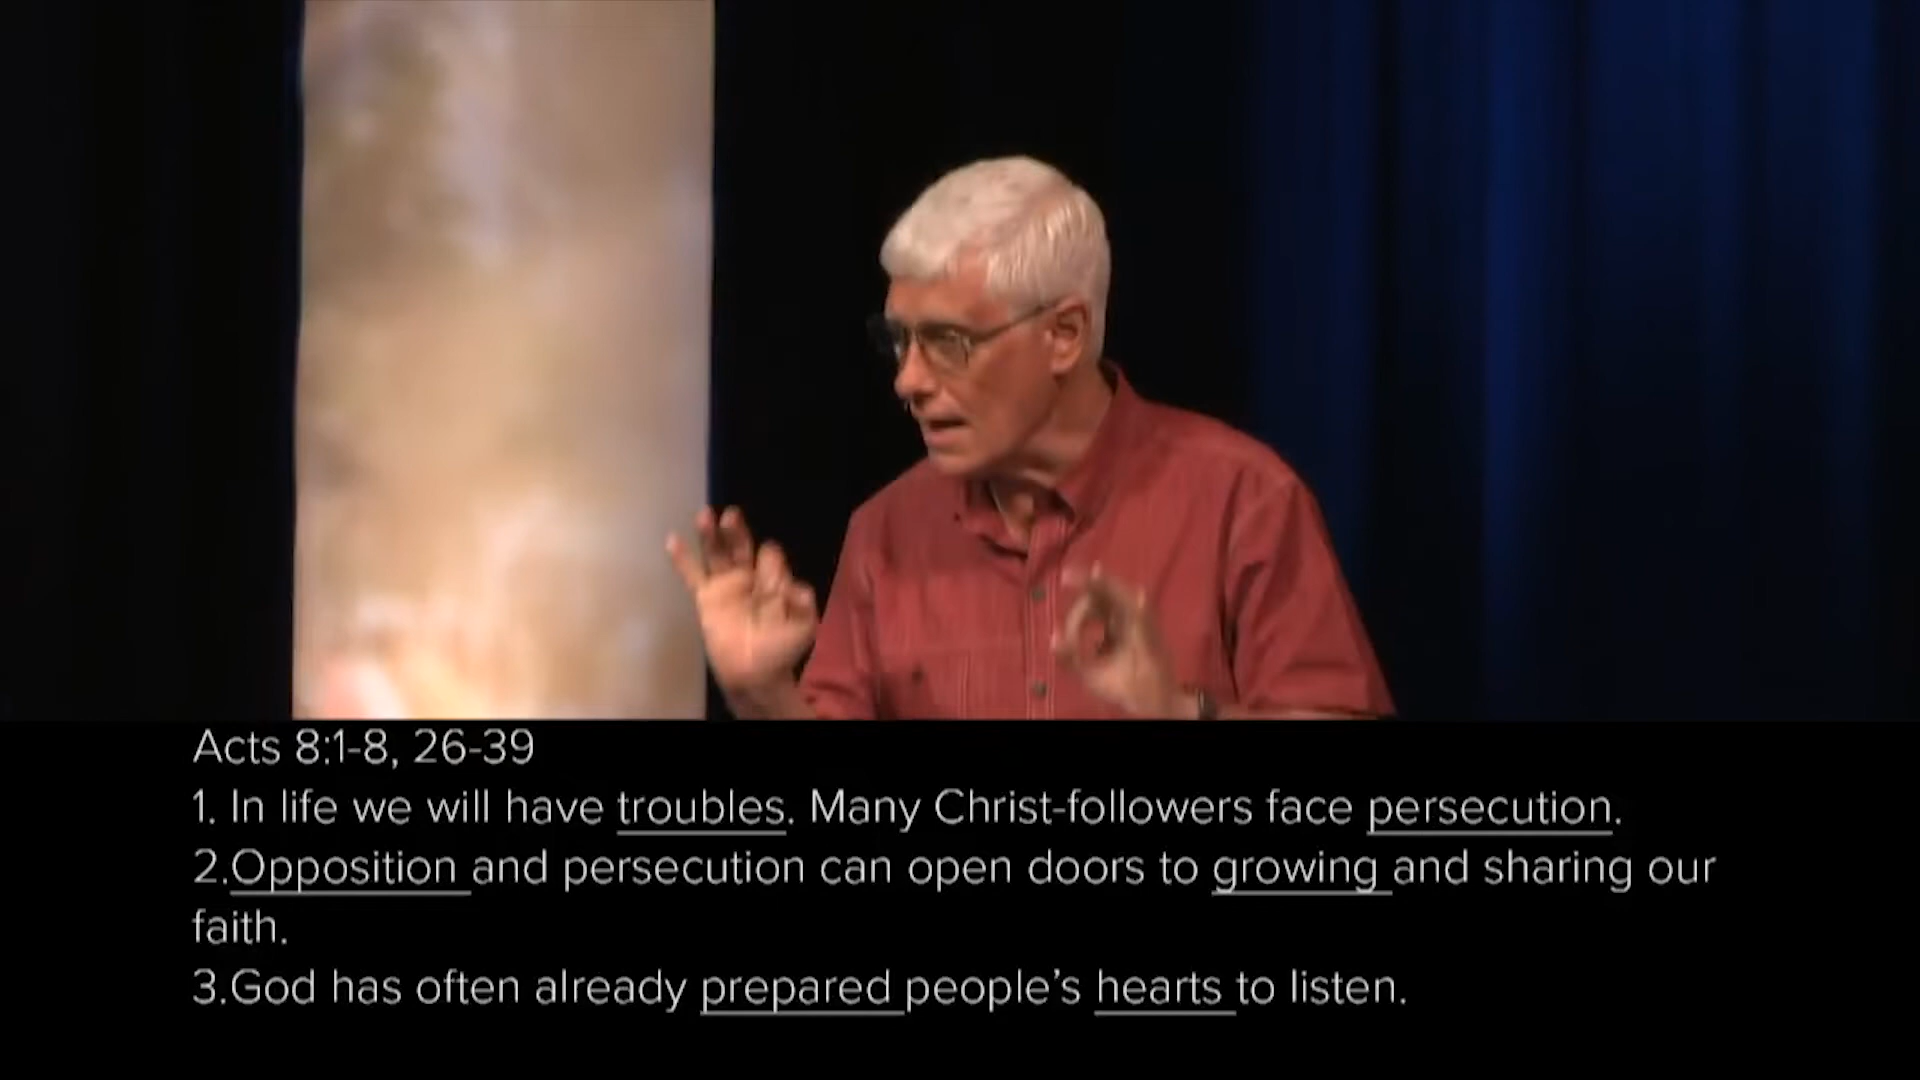 Acts 8:1-8, 26-39
1. In life we will have troubles. Many Christ-followers face persecution.
2.Opposition and persecution can open doors to growing and sharing our
faith.
3.God has often already prepared people's hearts to listen.